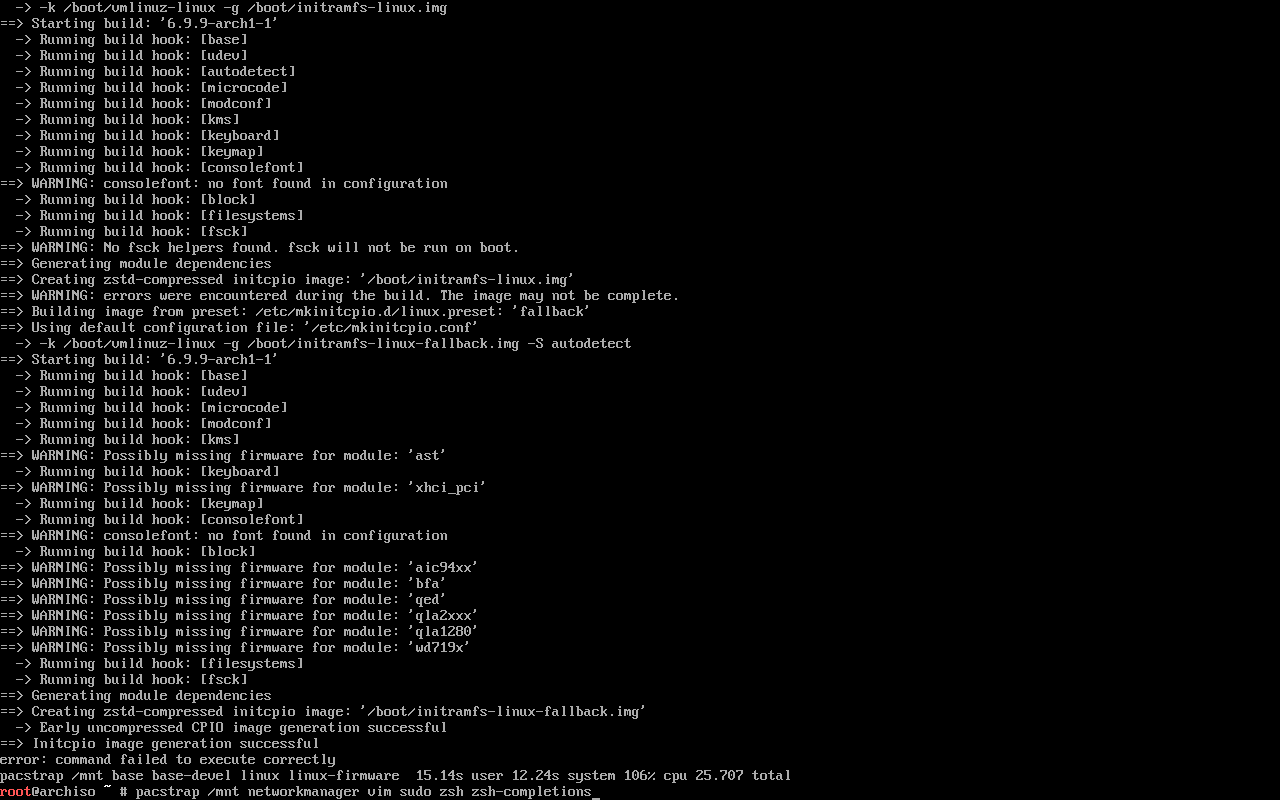 -> -k /boot/vmlinuz-linux -g /boot/initramfs-linux.img
==> Starting build: '6.9.9-arch1-1'
  -> Running build hook: [base]
  -> Running build hook: [udev]
  -> Running build hook: [autodetect]
  -> Running build hook: [microcode]
  -> Running build hook: [modconf]
  -> Running build hook: [kms]
  -> Running build hook: [keyboard]
  -> Running build hook: [keymap]
  -> Running build hook: [consolefont]
==> WARNING: consolefont: no font found in configuration
  -> Running build hook: [block]
  -> Running build hook: [filesystems]
  -> Running build hook: [fsck]
==> WARNING: No fsck helpers found. fsck will not be run on boot.
==> Generating module dependencies
==> Creating zstd-compressed initcpio image: '/boot/initramfs-linux.img'
==> WARNING: errors were encountered during the build. The image may not be complete.
==> Building image from preset: /etc/mkinitcpio.d/linux.preset: 'fallback'
==> Using default configuration file: '/etc/mkinitcpio.conf'
  -> -k /boot/vmlinuz-linux -g /boot/initramfs-linux-fallback.img -S autodetect
==> Starting build: '6.9.9-arch1-1'
  -> Running build hook: [base]
  -> Running build hook: [udev]
  -> Running build hook: [microcode]
  -> Running build hook: [modconf]
  -> Running build hook: [kms]
==> WARNING: Possibly missing firmware for module: 'ast'
  -> Running build hook: [keyboard]
==> WARNING: Possibly missing firmware for module: 'xhci_pci'
  -> Running build hook: [keymap]
  -> Running build hook: [consolefont]
==> WARNING: consolefont: no font found in configuration
  -> Running build hook: [block]
==> WARNING: Possibly missing firmware for module: 'aic94xx'
==> WARNING: Possibly missing firmware for module: 'bfa'
==> WARNING: Possibly missing firmware for module: 'qed'
==> WARNING: Possibly missing firmware for module: 'qla2xxx'
==> WARNING: Possibly missing firmware for module: 'qla1280'
==> WARNING: Possibly missing firmware for module: 'wd719x'
  -> Running build hook: [filesystems]
  -> Running build hook: [fsck]
==> Generating module dependencies
==> Creating zstd-compressed initcpio image: '/boot/initramfs-linux-fallback.img'
  -> Early uncompressed CPIO image generation successful
==> Initcpio image generation successful
error: command failed to execute correctly
pacstrap /mnt base base-devel linux linux-firmware  15.14s user 12.24s system 106% cpu 25.707 total
root@archiso ~ # pacstrap /mnt networkmanager vim sudo zsh zsh-completions_